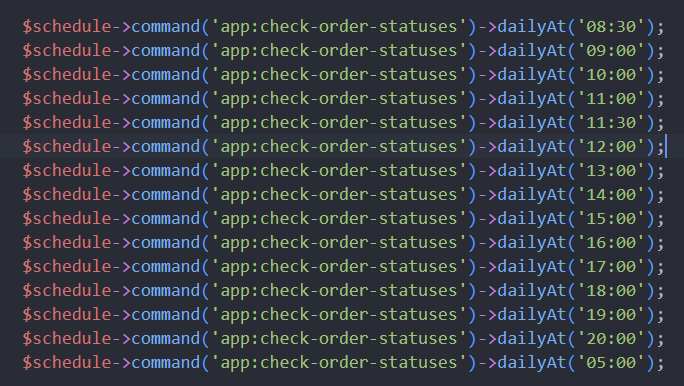 $schedule->command('app:check-order-statuses')->dailyAt('08:30');
$schedule->command('app:check-order-statuses')->dailyAt('09:00');
$schedule->command('app:check-order-statuses')->dailyAt('10:00');
$schedule->command('app:check-order-statuses')->dailyAt('11:00');
$schedule->command('app:check-order-statuses')->dailyAt('11:30');
$schedule->command('app:check-order-statuses')->dailyAt('12:00');
$schedule->command('app:check-order-statuses')->dailyAt('13:00');
$schedule->command('app:check-order-statuses')->dailyAt('14:00');
$schedule->command('app:check-order-statuses')->dailyAt('15:00');
$schedule->command('app:check-order-statuses')->dailyAt('16:00');
$schedule->command('app:check-order-statuses')->dailyAt('17:00');
$schedule->command('app:check-order-statuses')->dailyAt('18:00');
$schedule->command('app:check-order-statuses')->dailyAt('19:00');
$schedule->command('app:check-order-statuses')->dailyAt('20:00');
$schedule->command('app:check-order-statuses')->dailyAt('05:00');